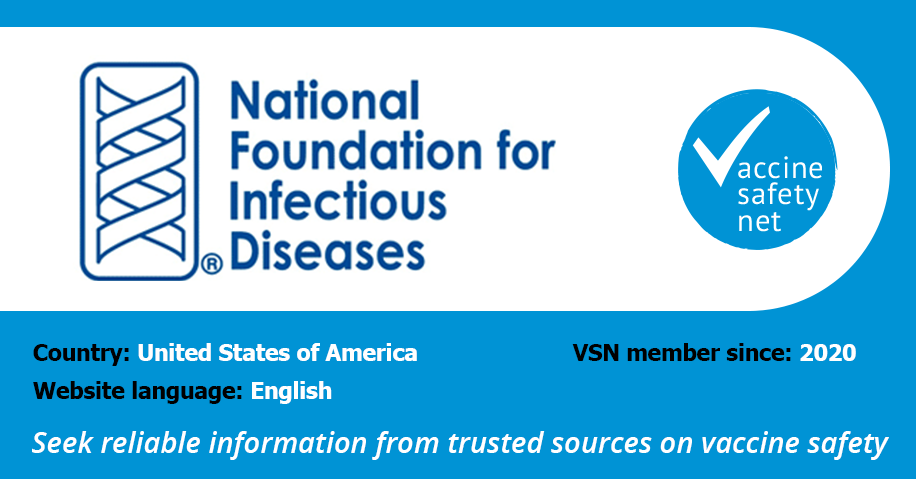 National
Foundation for
Infectious
Diseases
®
Vaccine
safety
net
Country: United States of America
VSN member since: 2020
Website language: English
Seek reliable information from trusted sources on vaccine safety